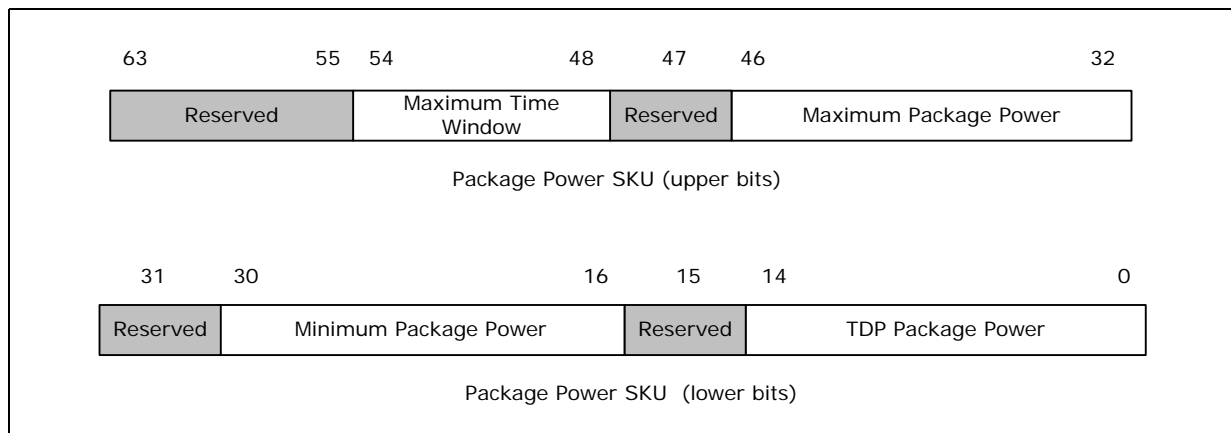 63 55 54 48 47 46 32
Reserved Maximum Time Window Reserved Maximum Package Power
Package Power SKU (upper bits)
31 30 16 15 14 0
Reserved Minimum Package Power Reserved TDP Package Power
Package Power SKU (lower bits)